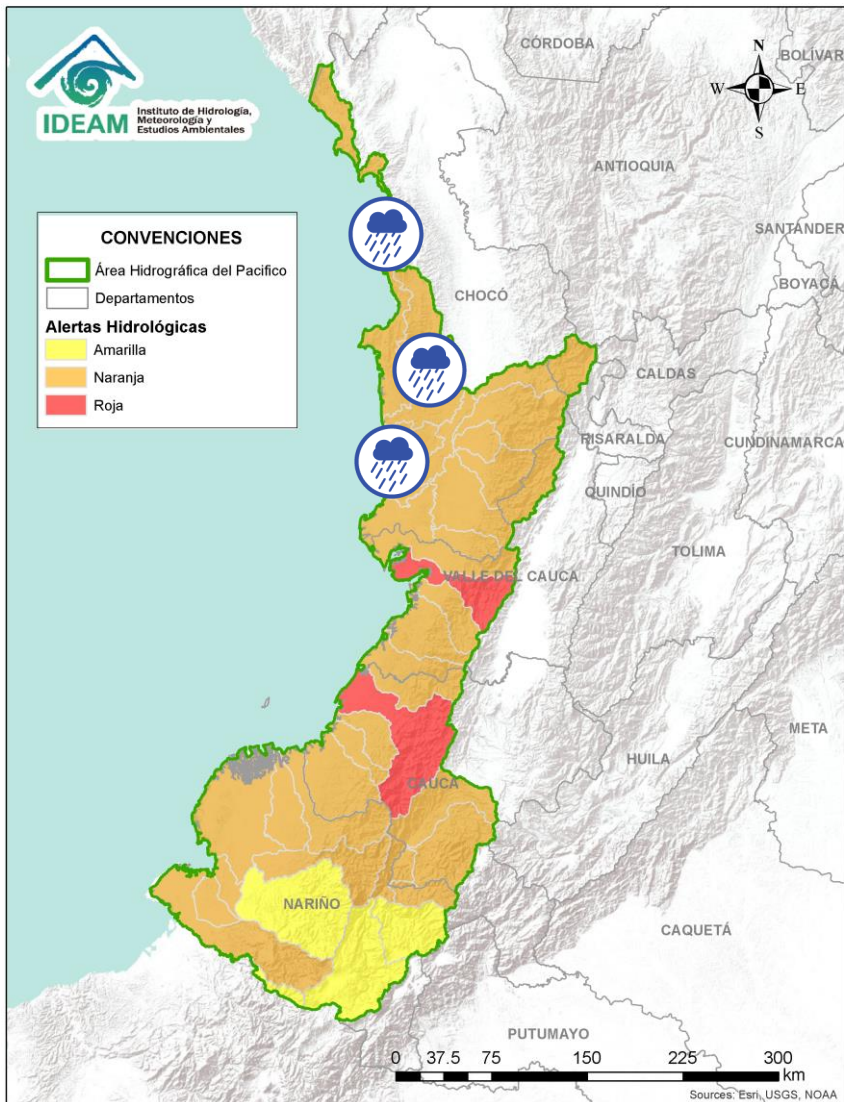 IDEAM
Instituto de Hidrología,
Meteorología y
Estudios Ambientales
CÓRDOBA
BOLÍVAR
N
W
E
S
ANTIOQUIA
SANTANDER
BOYACÁ
CONVENCIONES
Área Hidrográfica del Pacifico
Departamentos
Alertas Hidrológicas
Amarilla
Naranja
Roja
CHOCÓ
CALDAS
RISARALDA
CUNDINAMARCA
QUINDÍO
TOLIMA
VALLE DEL CAUCA
META
HUILA
CAUCA
NARIÑO
CAQUETÁ
PUTUMAYO
0 37.5 75 150 225 300
km
Sources: Esri, USGS, NOAA